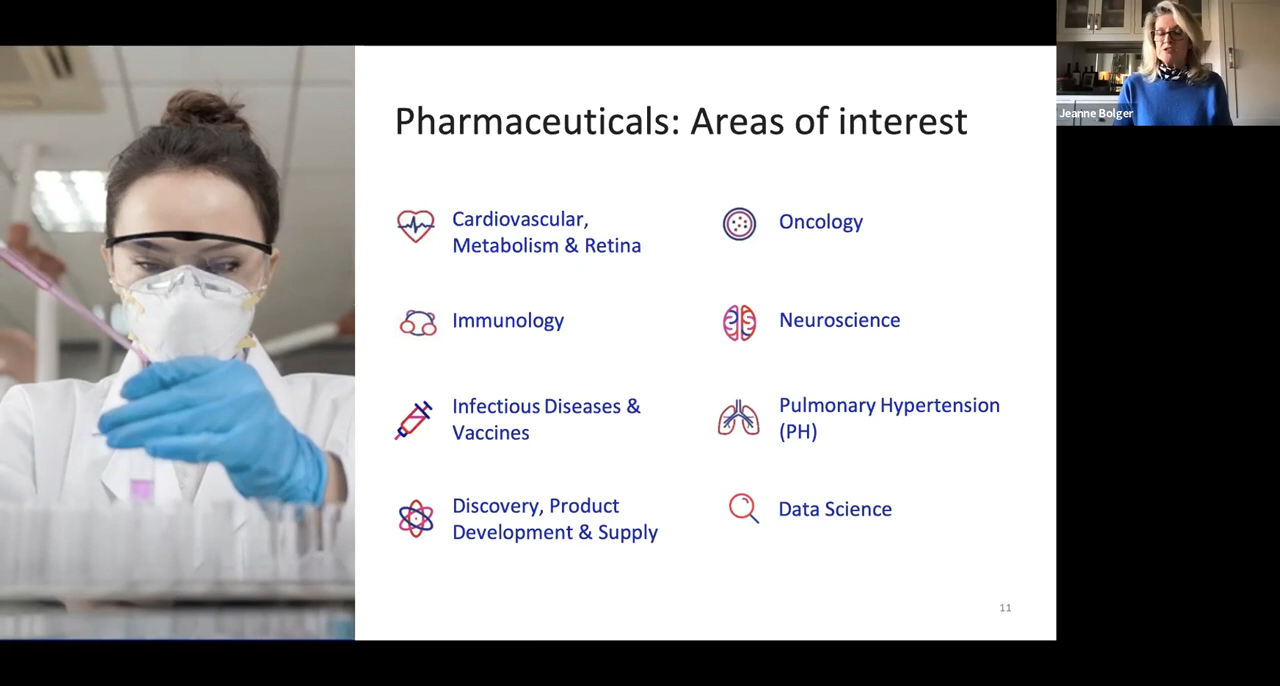 Pharmaceuticals: Areas of interest
Cardiovascular,
Metabolism & Retina
Oncology
Immunology
Neuroscience
Infectious Diseases &
Vaccines
Pulmonary Hypertension
(PH)
Discovery, Product
Development & Supply
Data Science
11
Jeanne Bolger